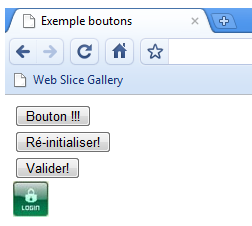 Exemple boutons
Web Slice Gallery
Bouton !!!
Ré-initialiser!
Valider!
LOGIN